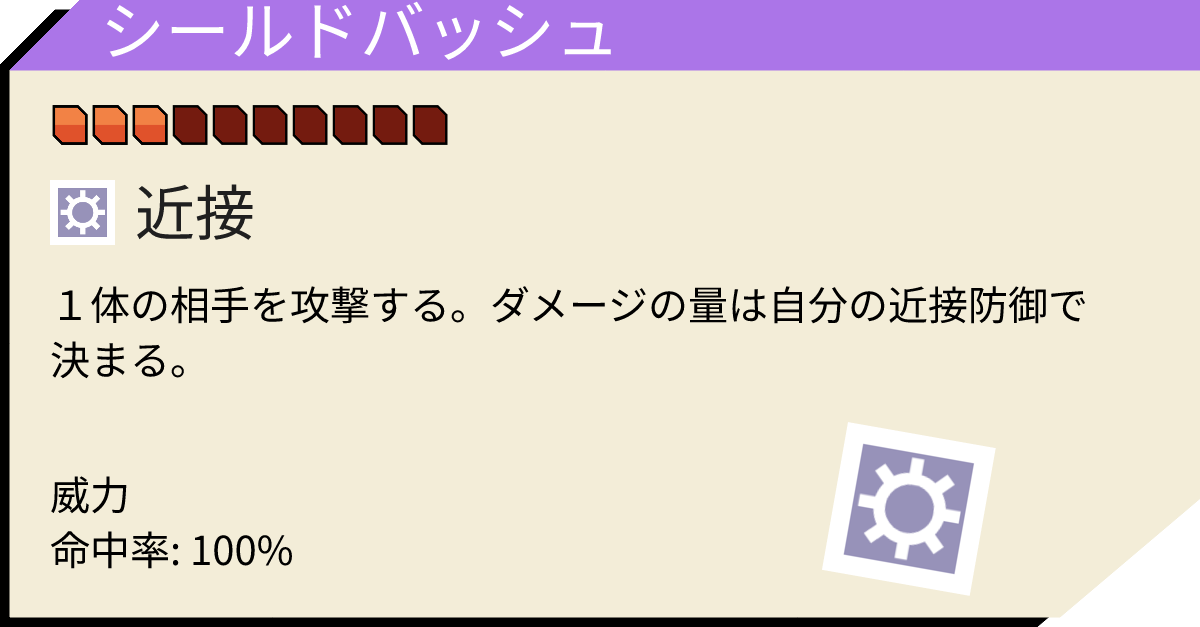 シールドバッシュ
近接
１体の相手を攻撃する。ダメージの量は自分の近接防御で
決まる。
威力
命中率: 100%